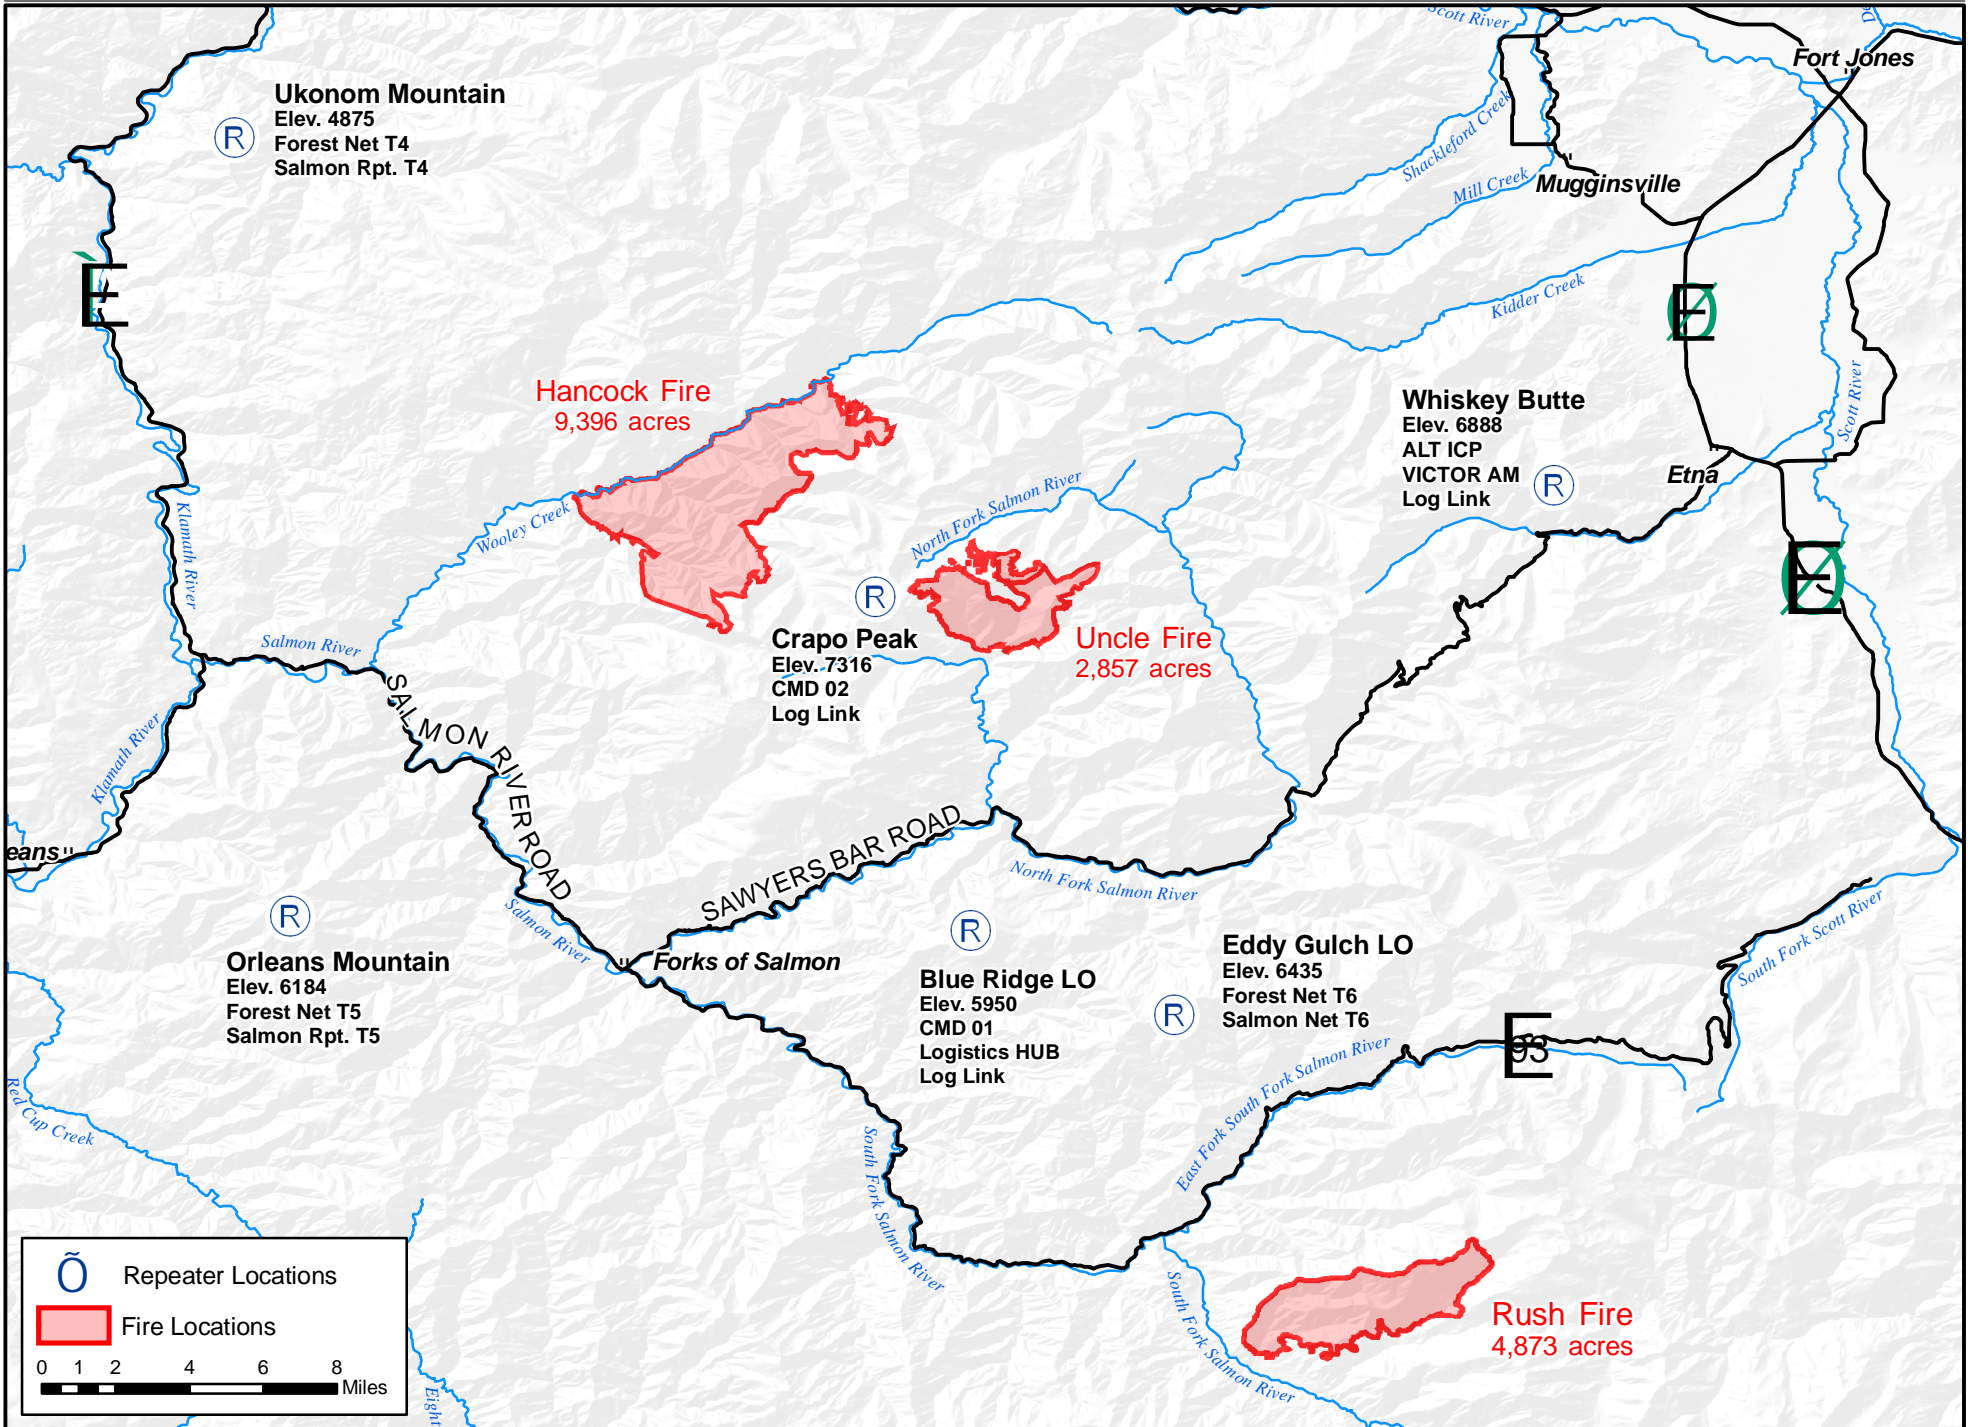 Scott River
Fort Jones
Ukonom Mountain
Elev. 4875
Forest Net T4
Salmon Rpt. T4
R
Shackleford Creek
Mill Creek
Mugginsville
E
Kidder Creek
E
Hancock Fire
9,396 acres
Whiskey Butte
Elev. 6888
ALT ICP
VICTOR AM
Log Link
R
Scott River
Etna
Klamath River
Wooley Creek
North Fork Salmon River
E
R
Crapo Peak
Elev. 7316
CMD 02
Log Link
Uncle Fire
2,857 acres
Salmon River
Klamath River
SALMON RIVER ROAD
SAWYERS BAR ROAD
eans
North Fork Salmon River
R
Orleans Mountain
Elev. 6184
Forest Net T5
Salmon Rpt. T5
Salmon River
Forks of Salmon
R
Blue Ridge LO
Elev. 5950
CMD 01
Logistics HUB
Log Link
R
Eddy Gulch LO
Elev. 6435
Forest Net T6
Salmon Net T6
South Fork Scott River
E
93
East Fork South Fork Salmon River
Red Cup Creek
South Fork Salmon River
South Fork Salmon River
Rush Fire
4,873 acres
Õ Repeater Locations
Fire Locations
0 1 2 4 6 8
Miles
Eight